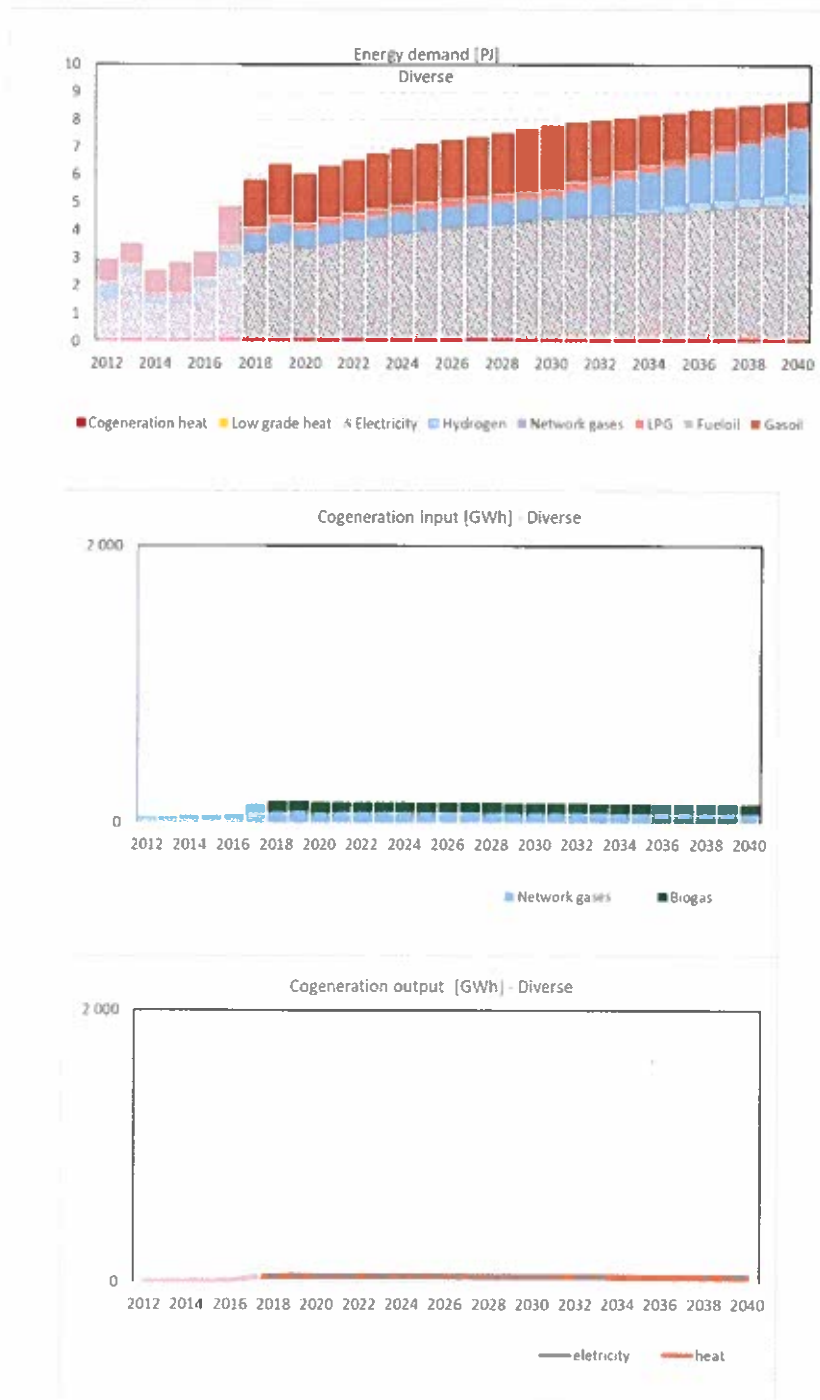 Energy demand [PJ]
Diverse
10
9
8
7
6
5
4
3
2
1
0
2012 2014 2016 2018 2020 2022 2024 2026 2028 2030 2032 2034 2036 2038 2040
Cogeneration heat Low grade heat Electricity Hydrogen Network gases LPG Fueloil Gasoil
Cogeneration input [GWh] - Diverse
2 000
0
2012 2014 2016 2018 2020 2022 2024 2026 2028 2030 2032 2034 2036 2038 2040
Network gases Biogas
Cogeneration output [GWh] - Diverse
2 000
0
2012 2014 2016 2018 2020 2022 2024 2026 2028 2030 2032 2034 2036 2038 2040
eletricity heat